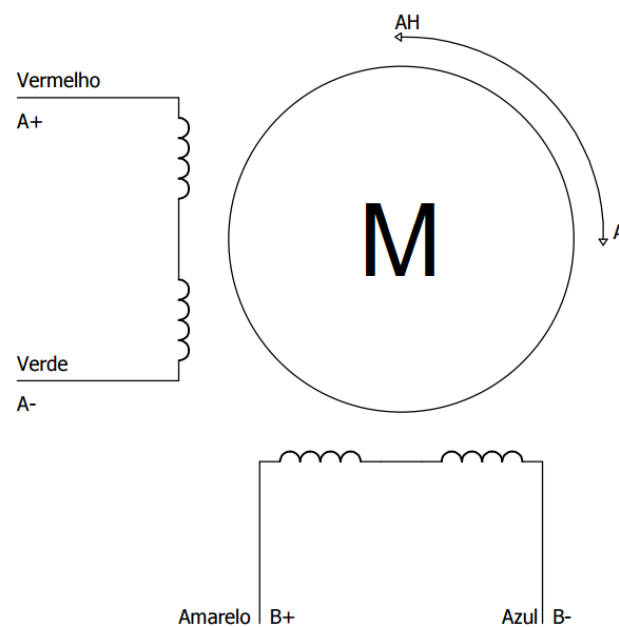 AH
Vermelho
A+
M
A
Verde
A-
Amarelo B+
Azul B-